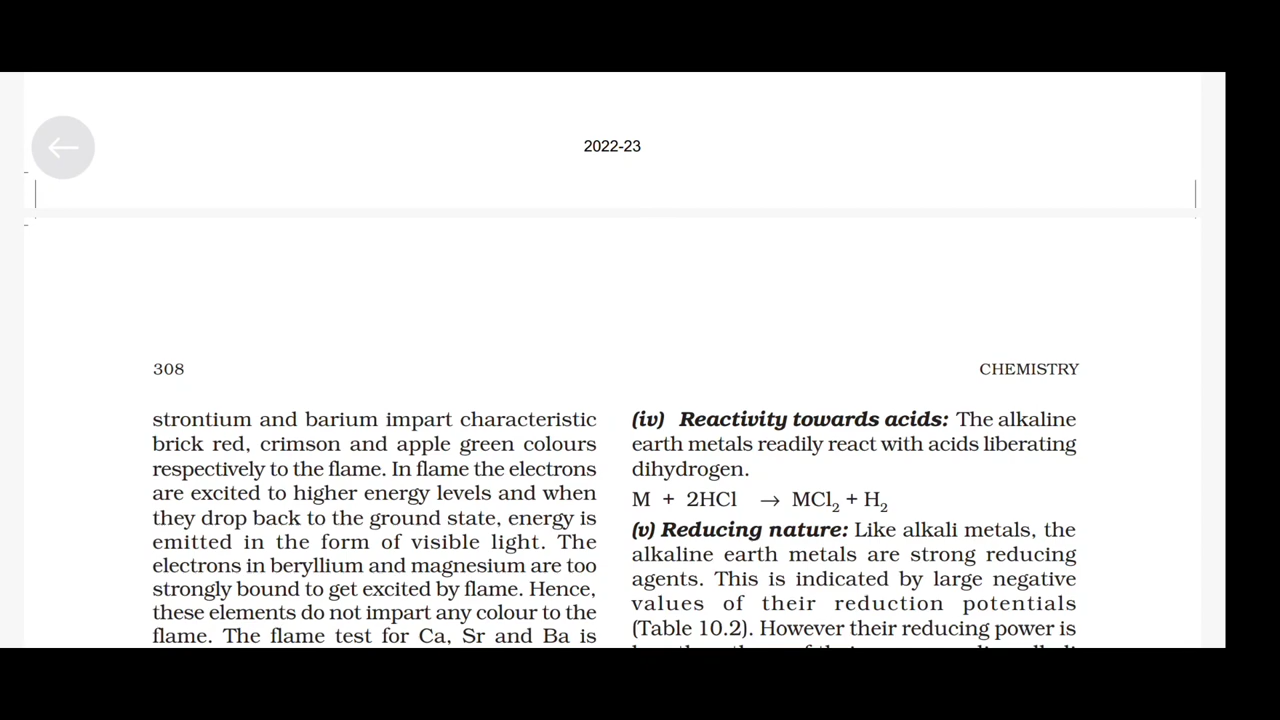 2022-23
308
CHEMISTRY
strontium and barium impart characteristic
brick red, crimson and apple green colours
respectively to the flame. In flame the electrons
are excited to higher energy levels and when
they drop back to the ground state, energy is
emitted in the form of visible light. The
electrons in beryllium and magnesium are too
strongly bound to get excited by flame. Hence,
these elements do not impart any colour to the
flame. The flame test for Ca, Sr and Ba is
(iv) Reactivity towards acids: The alkaline
earth metals readily react with acids liberating
dihydrogen.
M + 2HCl → MCl₂ + H₂
(v) Reducing nature: Like alkali metals, the
alkaline earth metals are strong reducing
agents. This is indicated by large negative
values of their reduction potentials
(Table 10.2). However their reducing power is